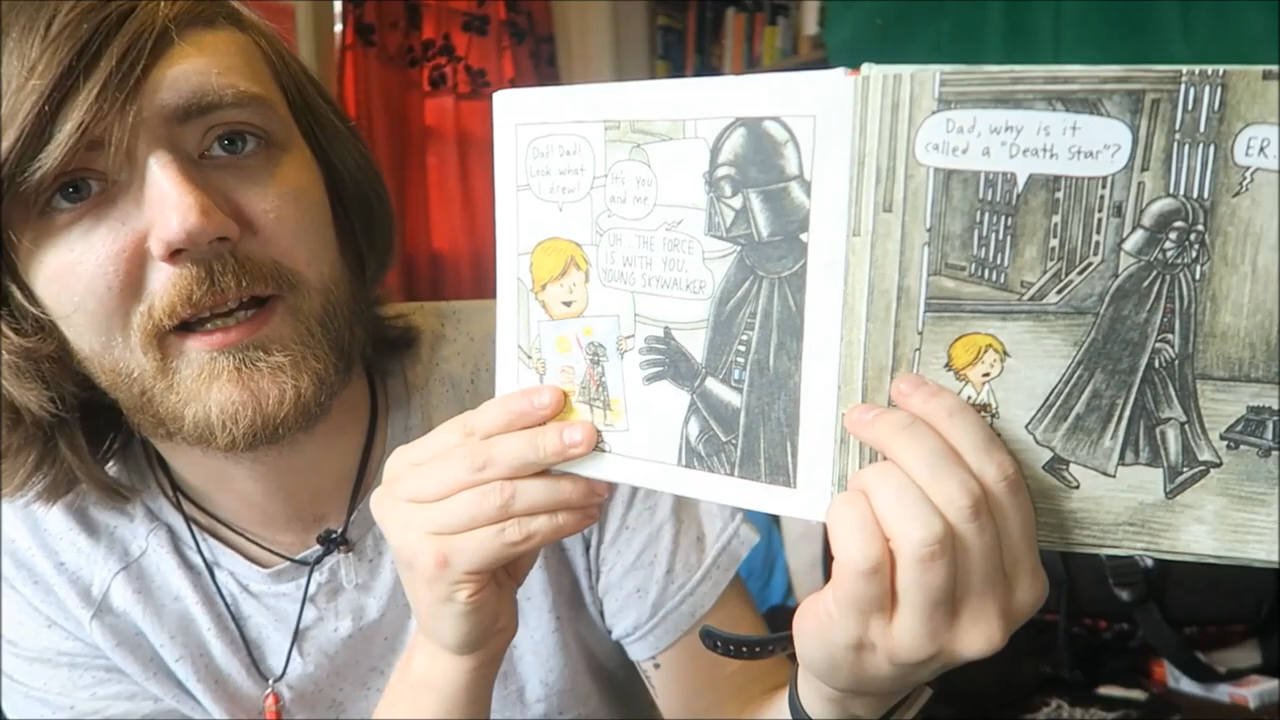 Dad! Dad!
Look what
I drew!
It's you
and me
UH...THE FORCE
IS WITH YOU,
YOUNG SKYWALKER
Dad, why is it
called a "Death Star"?
ER.